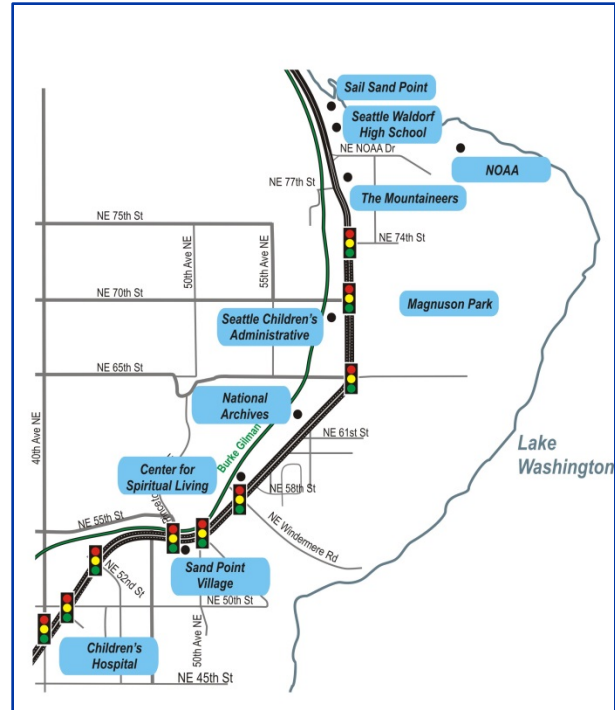 Sail Sand Point
Seattle Waldorf
High School
NE NOAA Dr
NOAA
NE 77th St
The Mountaineers
NE 75th St
NE 74th St
50th Ave NE
55th Ave NE
NE 70th St
Magnuson Park
Seattle Children's
Administrative
NE 65th St
National
Archives
40th Ave NE
NE 61st St
Burke Gilman
Lake
Washington
Center for
Spiritual Living
NE 58th St
NE 55th St
NE Windermere Rd
Sand Point
Village
NE 52nd St
NE 50th St
50th Ave NE
Children's
Hospital
NE 45th St